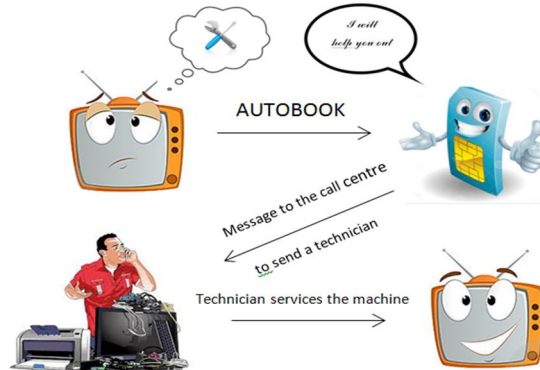 I will
help you out
AUTOBOOK
Message to the call centre
to send a technician
Technician services the machine